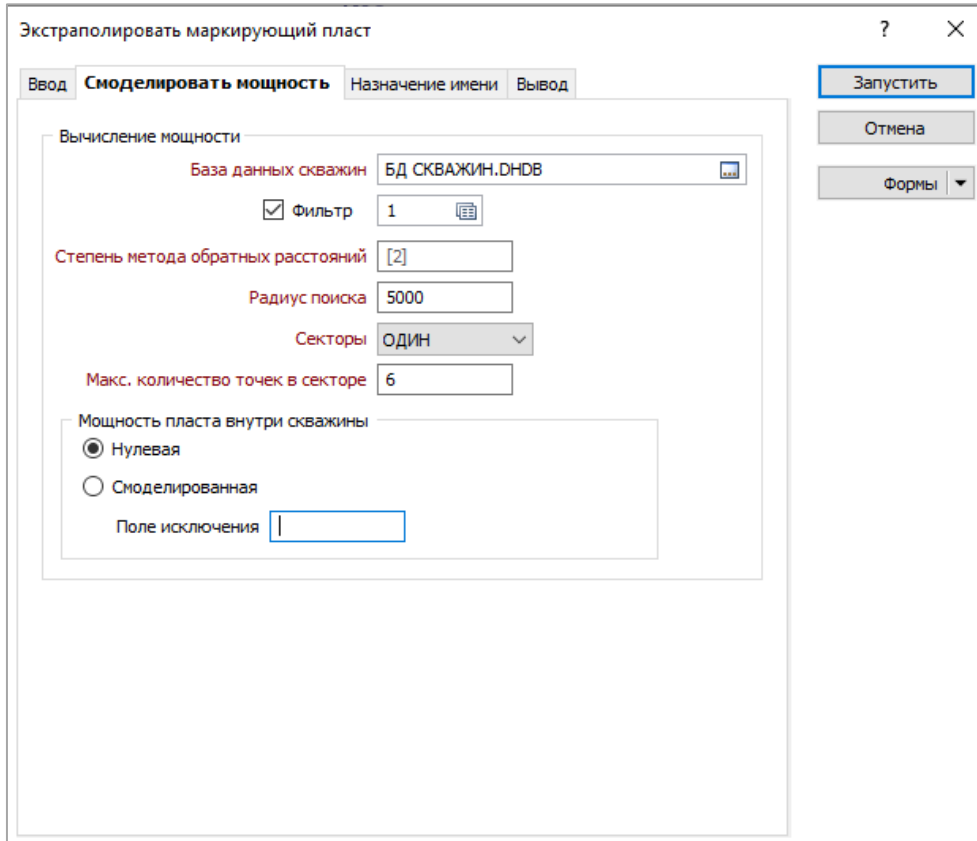 Экстраполировать маркирующий пласт ?
Ввод Смоделировать мощность Назначение имени Вывод
Запустить
Отмена
Формы
Вычисление мощности
База данных скважин БД СКВАЖИН.DHDB
Фильтр 1
Степень метода обратных расстояний [2]
Радиус поиска 5000
Секторы ОДИН
Макс. количество точек в секторе 6
Мощность пласта внутри скважины
Нулевая
Смоделированная
Поле исключения